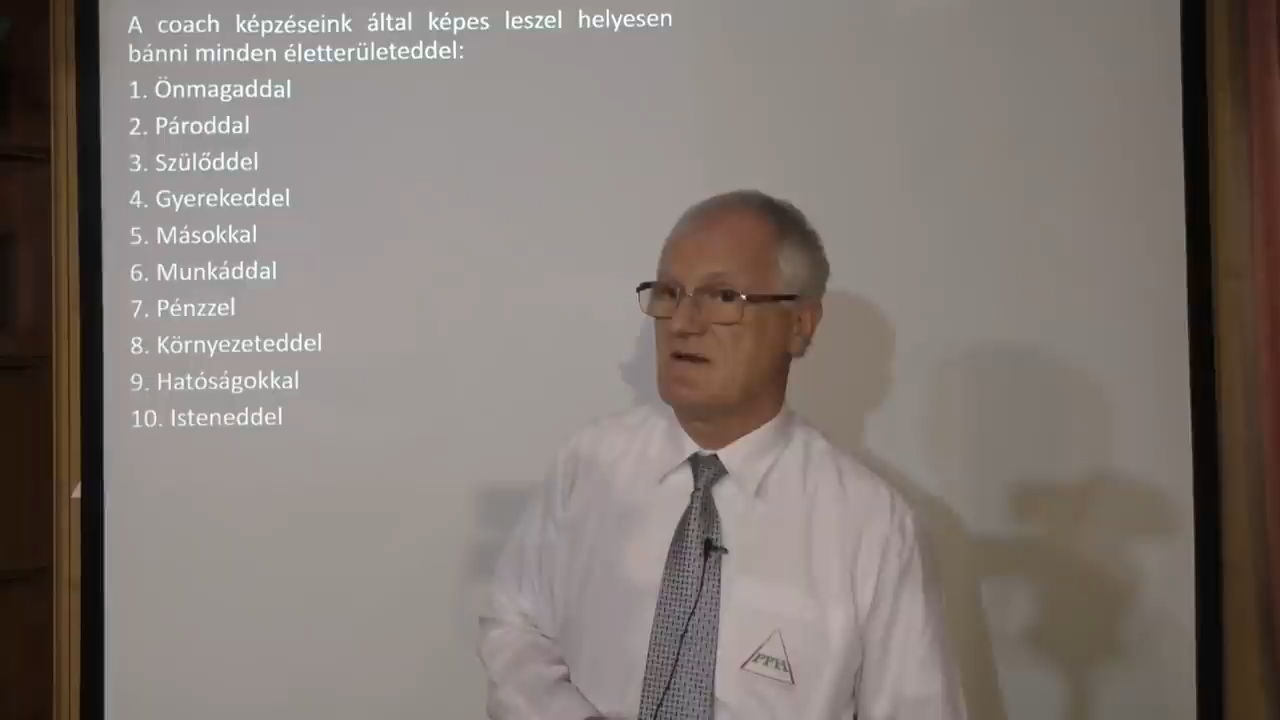 A coach képzéseink által képes leszel helyesen
bánni minden életterületeddel:
1. Önmagaddal
2. Pároddal
3. Szülőddel
4. Gyerekeddel
5. Másokkal
6. Munkáddal
7. Pénzzel
8. Környezeteddel
9. Hatóságokkal
10. Isteneddel